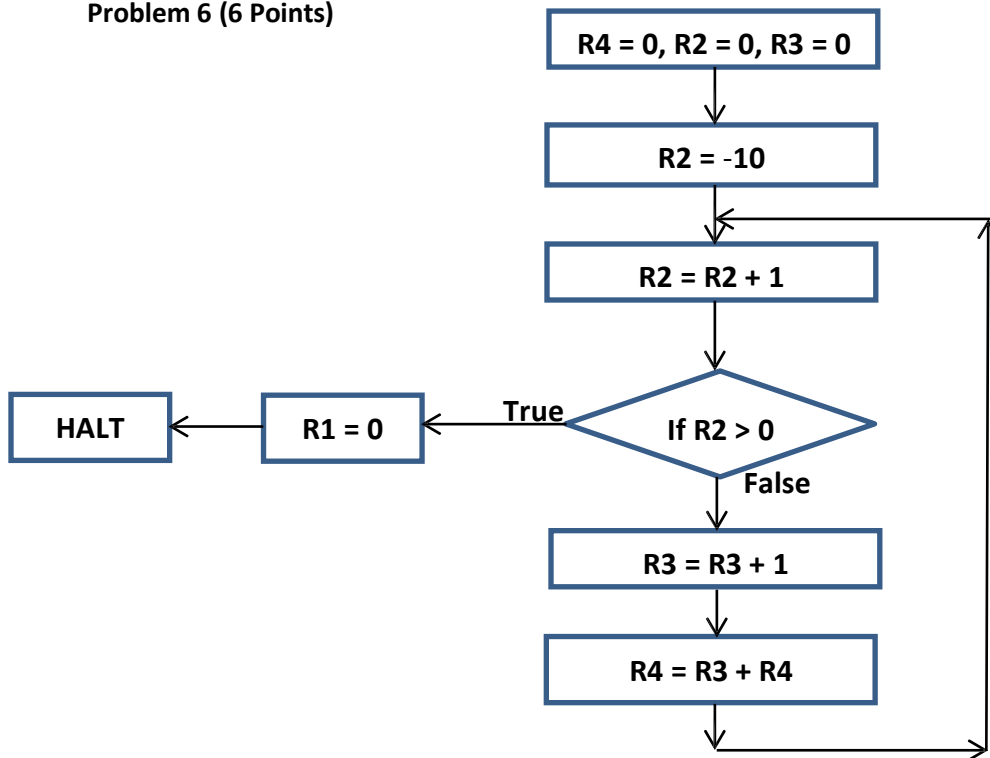 Problem 6 (6 Points)
R4 = 0, R2 = 0, R3 = 0
R2 = -10
R2 = R2 + 1
If R2 > 0
True
R1 = 0
HALT
False
R3 = R3 + 1
R4 = R3 + R4